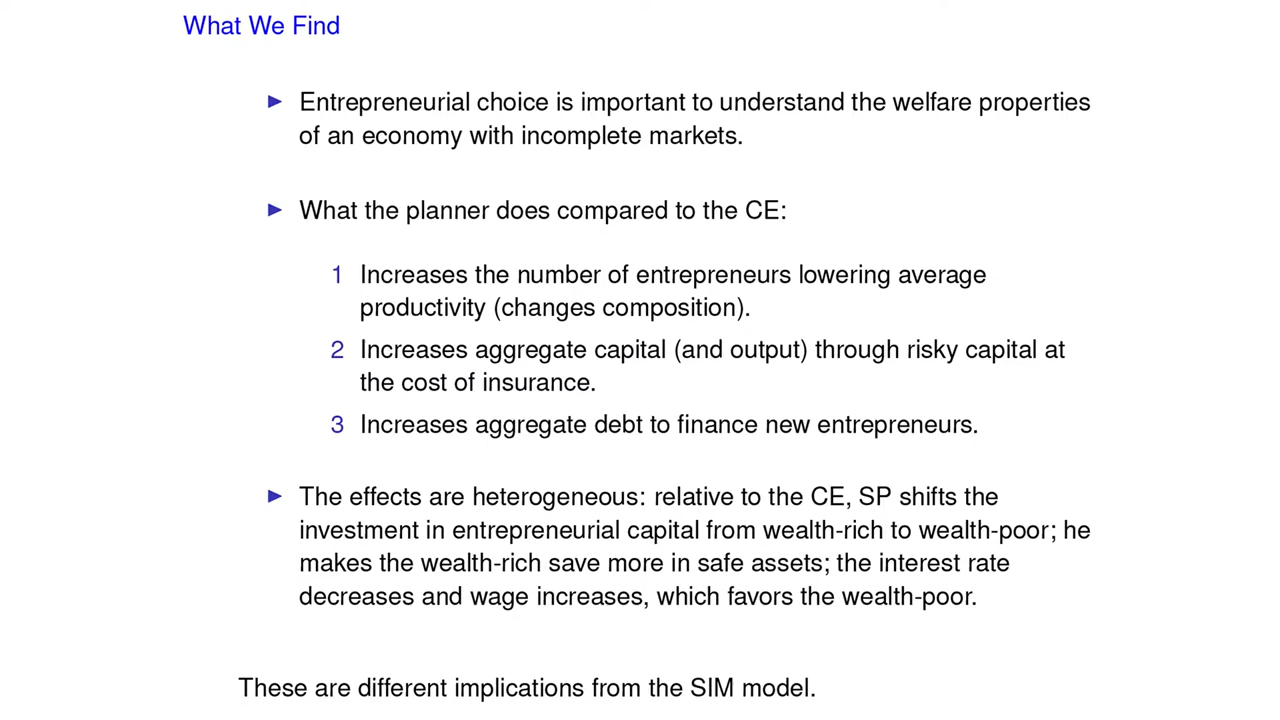 What We Find
▶ Entrepreneurial choice is important to understand the welfare properties
of an economy with incomplete markets.
▶ What the planner does compared to the CE:
1 Increases the number of entrepreneurs lowering average
productivity (changes composition).
2 Increases aggregate capital (and output) through risky capital at
the cost of insurance.
3 Increases aggregate debt to finance new entrepreneurs.
▶ The effects are heterogeneous: relative to the CE, SP shifts the
investment in entrepreneurial capital from wealth-rich to wealth-poor; he
makes the wealth-rich save more in safe assets; the interest rate
decreases and wage increases, which favors the wealth-poor.
These are different implications from the SIM model.